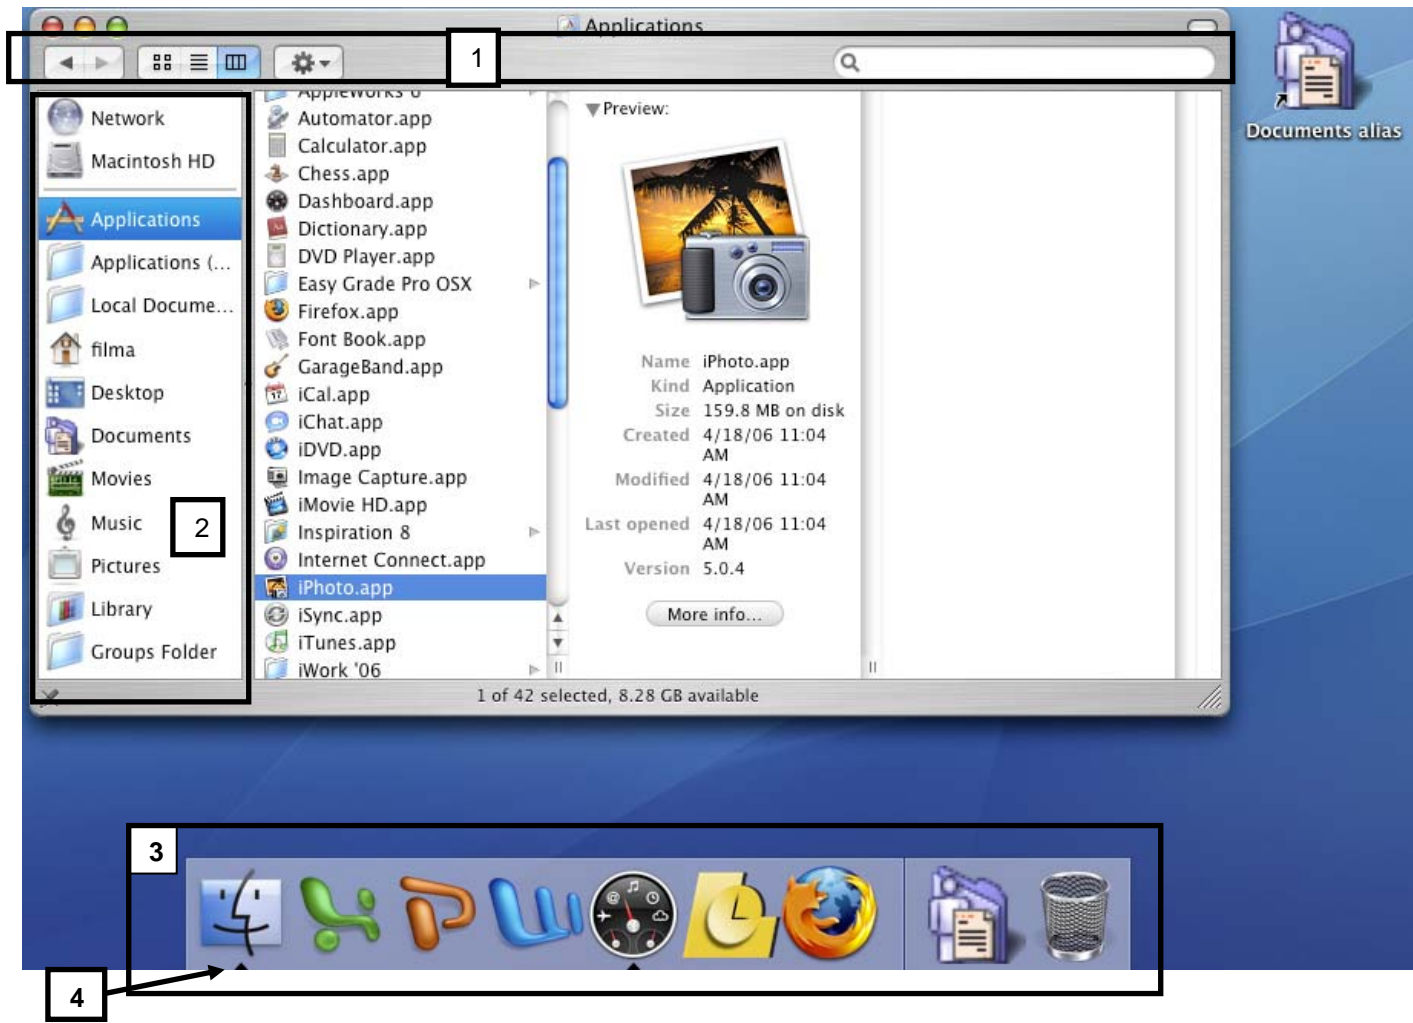 Applications
1
Documents alias
Network
Macintosh HD
Applications
Applications (...
Local Docume...
filma
Desktop
Documents
Movies
Music
2
Pictures
Library
Groups Folder
AppleWorks 6
Automator.app
Calculator.app
Chess.app
Dashboard.app
Dictionary.app
DVD Player.app
Easy Grade Pro OSX
Firefox.app
Font Book.app
GarageBand.app
iCal.app
iChat.app
iDVD.app
Image Capture.app
iMovie HD.app
Inspiration 8
Internet Connect.app
iPhoto.app
iSync.app
iTunes.app
iWork '06
Preview:
Name iPhoto.app
Kind Application
Size 159.8 MB on disk
Created 4/18/06 11:04
AM
Modified 4/18/06 11:04
AM
Last opened 4/18/06 11:04
AM
Version 5.0.4
More info...
1 of 42 selected, 8.28 GB available
3
4